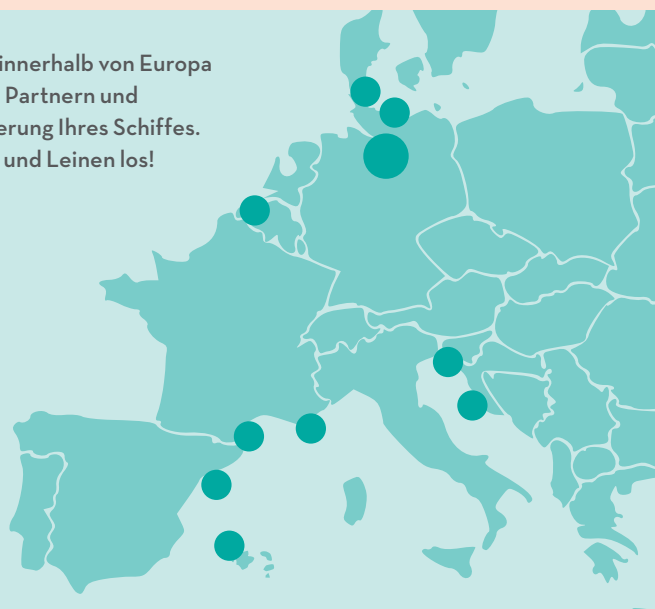 innerhalb von Europa
Partnern und
erung Ihres Schiffes.
und Leinen los!